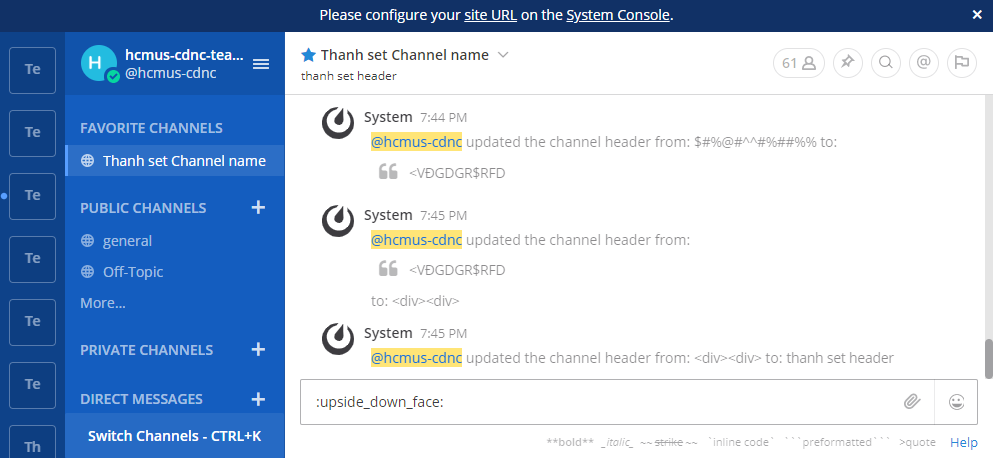 Please configure your site URL on the System Console.
×
Te
Te
Te
Te
Te
Te
Th
H
hcmus-cdnc-tea...
@hcmus-cdnc
FAVORITE CHANNELS
Thanh set Channel name
PUBLIC CHANNELS +
general
Off-Topic
More...
PRIVATE CHANNELS +
DIRECT MESSAGES +
Switch Channels - CTRL+K
Thanh set Channel name
thanh set header
61
@
System 7:44 PM
@hcmus-cdnc updated the channel header from: $#%@#^^#%##%% to:
<VĐGDGR$RFD
System 7:45 PM
@hcmus-cdnc updated the channel header from:
<VĐGDGR$RFD
to: <div><div>
System 7:45 PM
@hcmus-cdnc updated the channel header from: <div><div> to: thanh set header
:upside_down_face:
**bold** _italic_ ~~strike~~ `inline code` ```preformatted``` >quote Help